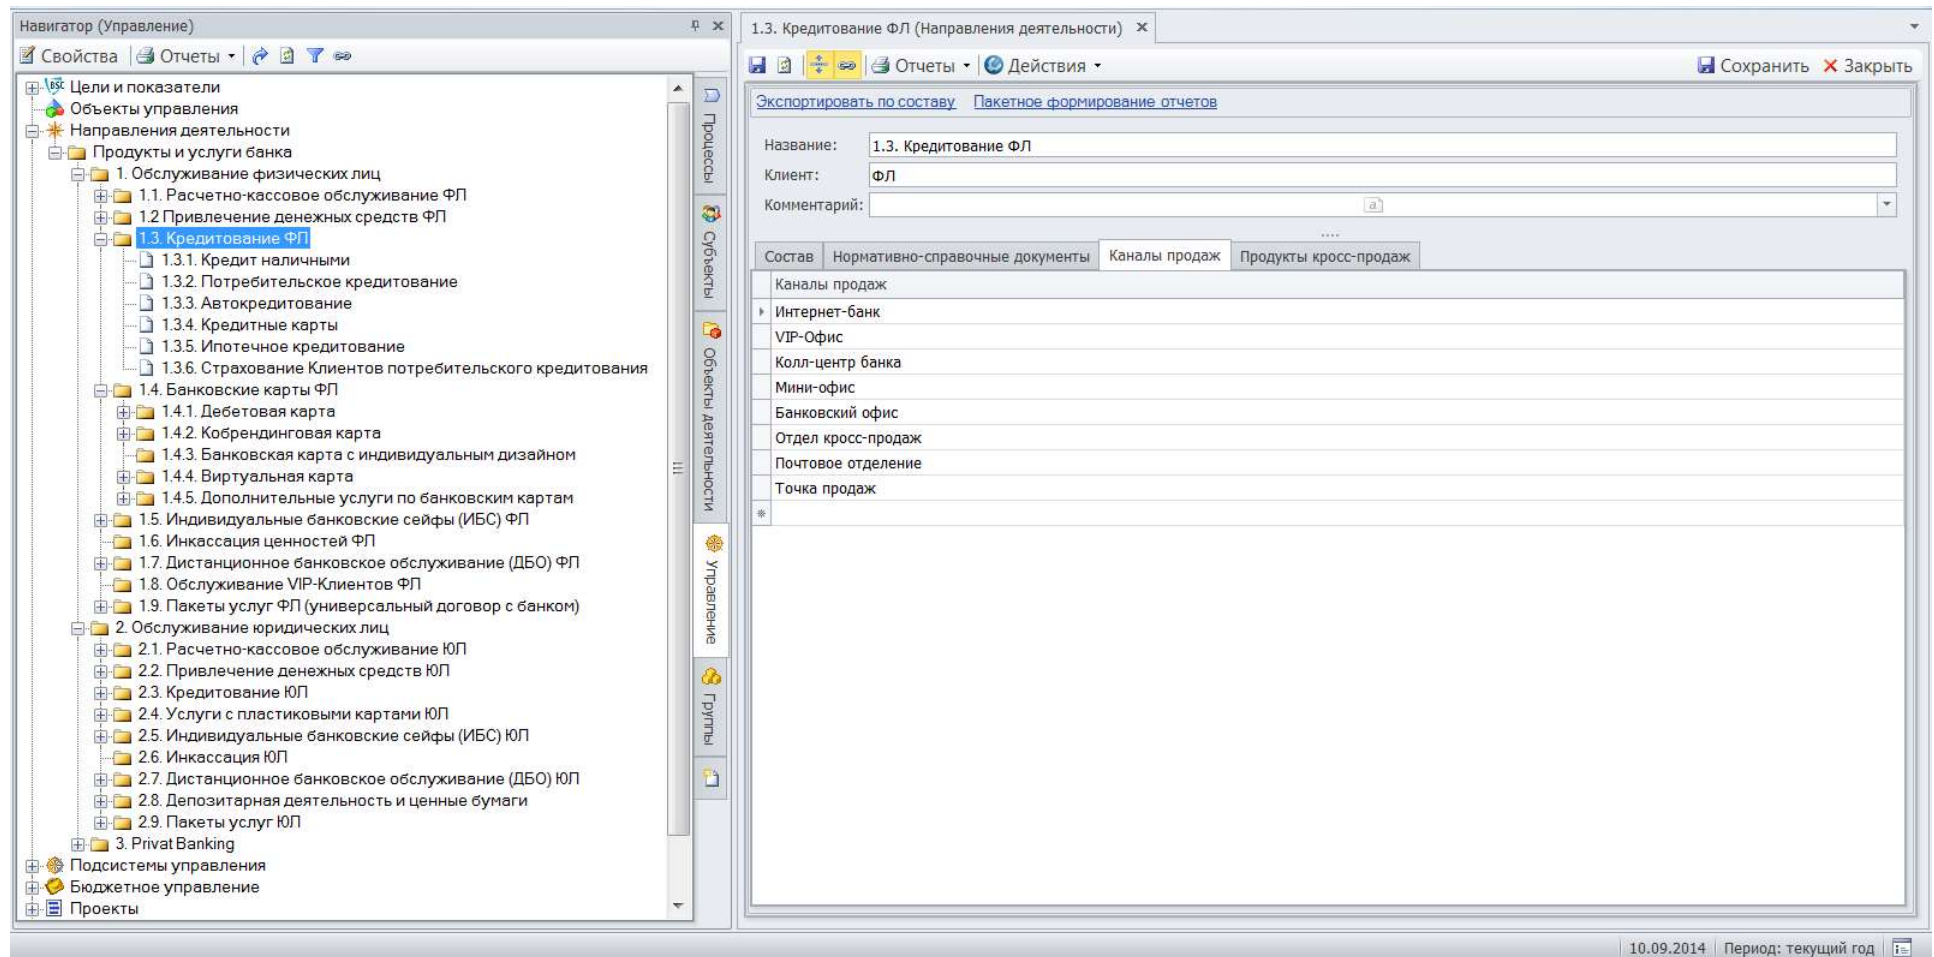 Навигатор (Управление)
Свойства Отчеты
BSC Цели и показатели
Объекты управления
Направления деятельности
Продукты и услуги банка
1. Обслуживание физических лиц
1.1. Расчетно-кассовое обслуживание ФЛ
1.2 Привлечение денежных средств ФЛ
1.3. Кредитование ФЛ
1.3.1. Кредит наличными
1.3.2. Потребительское кредитование
1.3.3. Автокредитование
1.3.4. Кредитные карты
1.3.5. Ипотечное кредитование
1.3.6. Страхование Клиентов потребительского кредитования
1.4. Банковские карты ФЛ
1.4.1. Дебетовая карта
1.4.2. Кобрендинговая карта
1.4.3. Банковская карта с индивидуальным дизайном
1.4.4. Виртуальная карта
1.4.5. Дополнительные услуги по банковским картам
1.5. Индивидуальные банковские сейфы (ИБС) ФЛ
1.6. Инкассация ценностей ФЛ
1.7. Дистанционное банковское обслуживание (ДБО) ФЛ
1.8. Обслуживание VIP-Клиентов ФЛ
1.9. Пакеты услуг ФЛ (универсальный договор с банком)
2. Обслуживание юридических лиц
2.1. Расчетно-кассовое обслуживание ЮЛ
2.2. Привлечение денежных средств ЮЛ
2.3. Кредитование ЮЛ
2.4. Услуги с пластиковыми картами ЮЛ
2.5. Индивидуальные банковские сейфы (ИБС) ЮЛ
2.6. Инкассация ЮЛ
2.7. Дистанционное банковское обслуживание (ДБО) ЮЛ
2.8. Депозитарная деятельность и ценные бумаги
2.9. Пакеты услуг ЮЛ
3. Privat Banking
Подсистемы управления
Бюджетное управление
Проекты
Процессы
Субъекты
Объекты деятельности
Управление
Группы
1.3. Кредитование ФЛ (Направления деятельности)
Отчеты Действия Сохранить Закрыть
Экспортировать по составу Пакетное формирование отчетов
Название: 1.3. Кредитование ФЛ
Клиент: ФЛ
Комментарий: a
Состав Нормативно-справочные документы Каналы продаж Продукты кросс-продаж
Каналы продаж
Интернет-банк
VIP-Офис
Колл-центр банка
Мини-офис
Банковский офис
Отдел кросс-продаж
Почтовое отделение
Точка продаж
10.09.2014 Период: текущий год